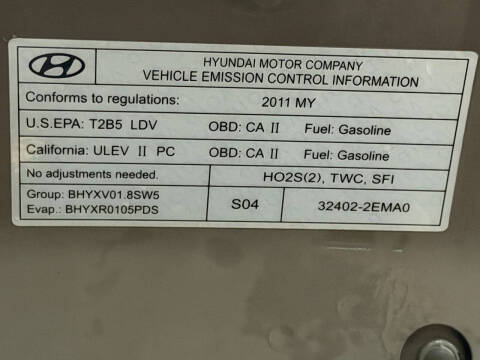 HYUNDAI MOTOR COMPANY
VEHICLE EMISSION CONTROL INFORMATION
Conforms to regulations: 2011 MY
U.S.EPA: T2B5 LDV OBD: CA II Fuel: Gasoline
California: ULEV II PC OBD: CA II Fuel: Gasoline
No adjustments needed. HO2S(2), TWC, SFI
Group: BHYXV01.8SW5
Evap.: BHYXR0105PDS
S04 32402-2EMA0